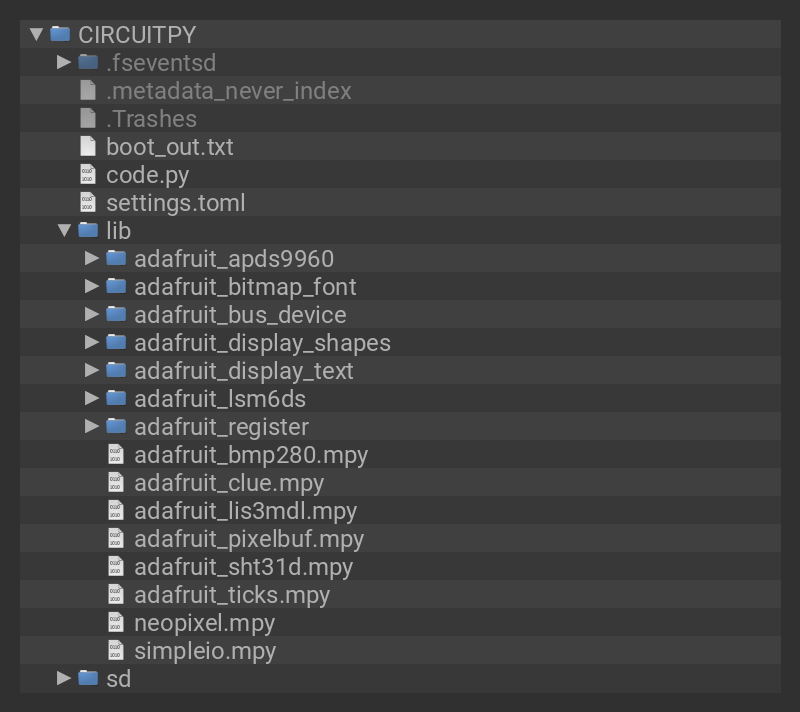 CIRCUITPY
.fseventsd
.metadata_never_index
.Trashes
boot_out.txt
code.py
settings.toml
lib
adafruit_apds9960
adafruit_bitmap_font
adafruit_bus_device
adafruit_display_shapes
adafruit_display_text
adafruit_lsm6ds
adafruit_register
adafruit_bmp280.mpy
adafruit_clue.mpy
adafruit_lis3mdl.mpy
adafruit_pixelbuf.mpy
adafruit_sht31d.mpy
adafruit_ticks.mpy
neopixel.mpy
simpleio.mpy
sd